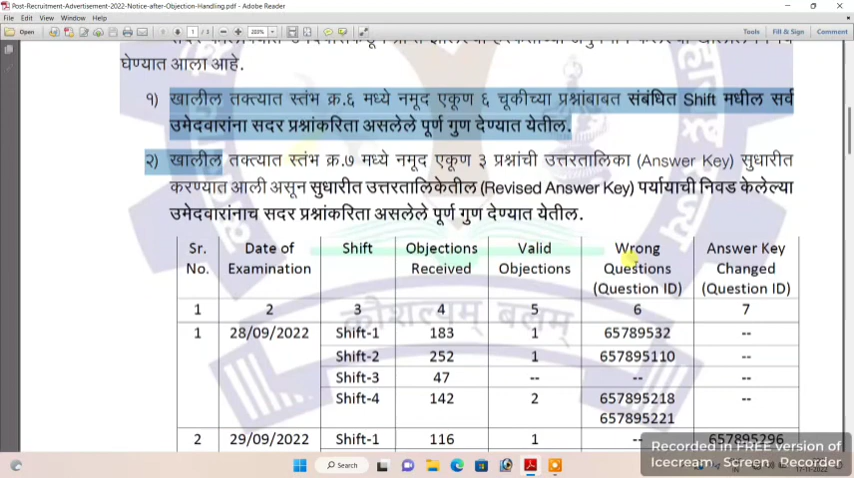 Post-Recruitment-Advertisement-2022-Notice-after-Objection-Handling.pdf - Adobe Reader
File Edit View Window Help
Open 1 / 3 200% Tools Fill & Sign Comment
घेण्यात आला आहे.
१) खालील तक्त्यात स्तंभ क्र.६ मध्ये नमूद एकूण ६ चूकीच्या प्रश्नांबाबत संबंधित Shift मधील सर्व
उमेदवारांना सदर प्रश्नांकरिता असलेले पूर्ण गुण देण्यात येतील.
२) खालील तक्त्यात स्तंभ क्र.७ मध्ये नमूद एकूण ३ प्रश्नांची उत्तरतालिका (Answer Key) सुधारीत
करण्यात आली असून सुधारीत उत्तरतालिकेतील (Revised Answer Key) पर्यायाची निवड केलेल्या
उमेदवारांनाच सदर प्रश्नांकरिता असलेले पूर्ण गुण देण्यात येतील.
Sr. Date of Shift Objections Valid Wrong Answer Key
No. Examination Received Objections Questions Changed
(Question ID) (Question ID)
1 2 3 4 5 6 7
1 28/09/2022 Shift-1 183 1 65789532 --
Shift-2 252 1 657895110 --
Shift-3 47 -- -- --
Shift-4 142 2 657895218 --
657895221
2 29/09/2022 Shift-1 116 1 -- 657895296
कौशल्यम् बलम्
Recorded in FREE version of
Icecream Screen Recorder
Search